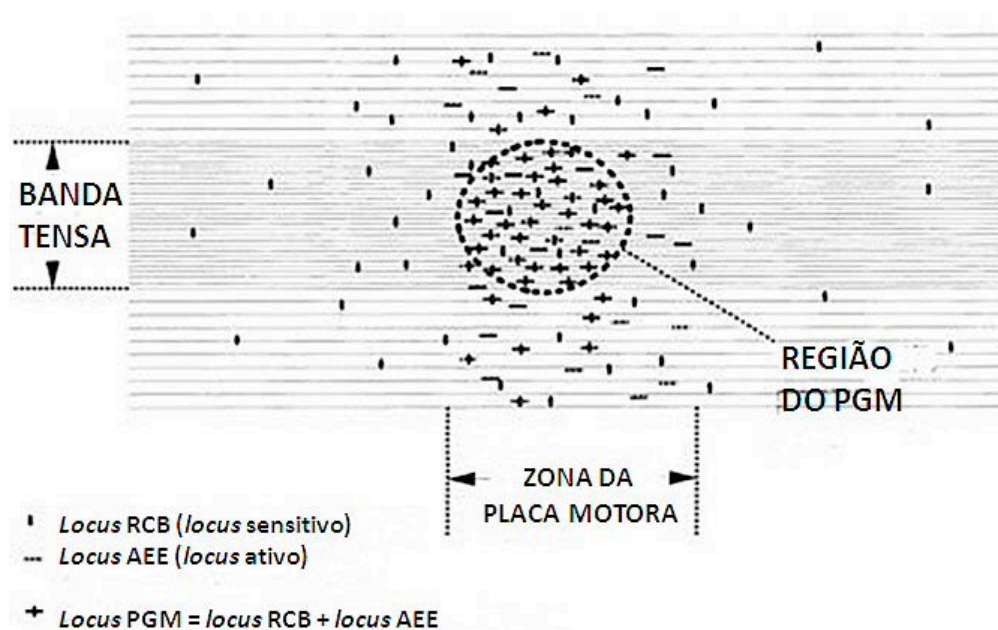 BANDA
TENSA
REGIÃO
DO PGM
ZONA DA
PLACA MOTORA
Locus RCB (locus sensitivo)
Locus AEE (locus ativo)
Locus PGM = locus RCB + locus AEE